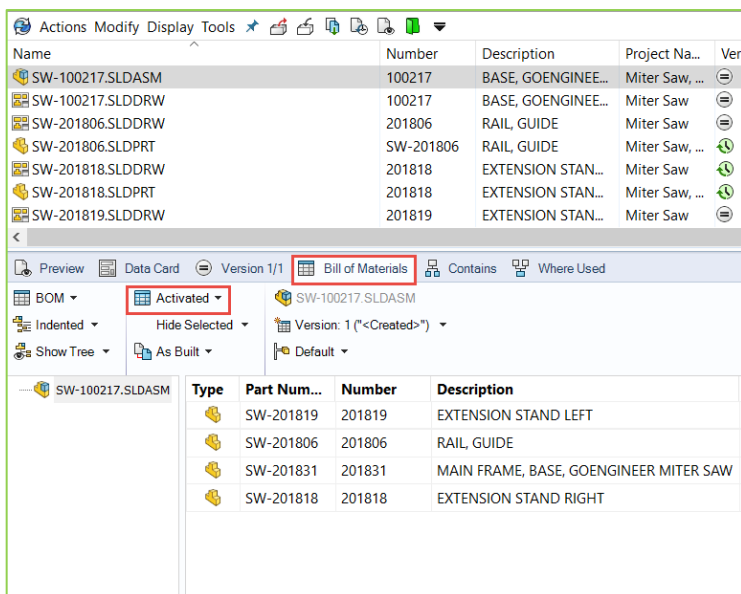 Actions Modify Display Tools
Name Number Description Project Na... Ver
SW-100217.SLDASM 100217 BASE, GOENGINEE... Miter Saw, ...
SW-100217.SLDDRW 100217 BASE, GOENGINEE... Miter Saw
SW-201806.SLDDRW 201806 RAIL, GUIDE Miter Saw
SW-201806.SLDPRT SW-201806 RAIL, GUIDE Miter Saw, ...
SW-201818.SLDDRW 201818 EXTENSION STAN... Miter Saw
SW-201818.SLDPRT 201818 EXTENSION STAN... Miter Saw, ...
SW-201819.SLDDRW 201819 EXTENSION STAN... Miter Saw
Preview Data Card Version 1/1 Bill of Materials Contains Where Used
BOM Activated SW-100217.SLDASM
Indented Hide Selected Version: 1 ("<Created>")
Show Tree As Built Default
SW-100217.SLDASM Type Part Num... Number Description
SW-201819 201819 EXTENSION STAND LEFT
SW-201806 201806 RAIL, GUIDE
SW-201831 201831 MAIN FRAME, BASE, GOENGINEER MITER SAW
SW-201818 201818 EXTENSION STAND RIGHT